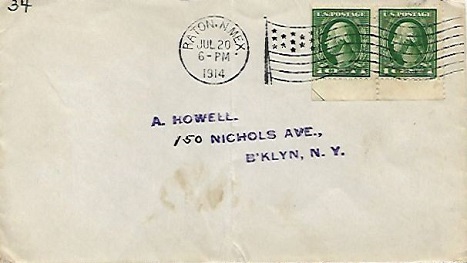 34
RATON, N. MEX.
JUL 20
6-PM
1914
U.S. POSTAGE
U.S. POSTAGE
A. HOWELL.
150 NICHOLS AVE.,
B'KLYN, N. Y.